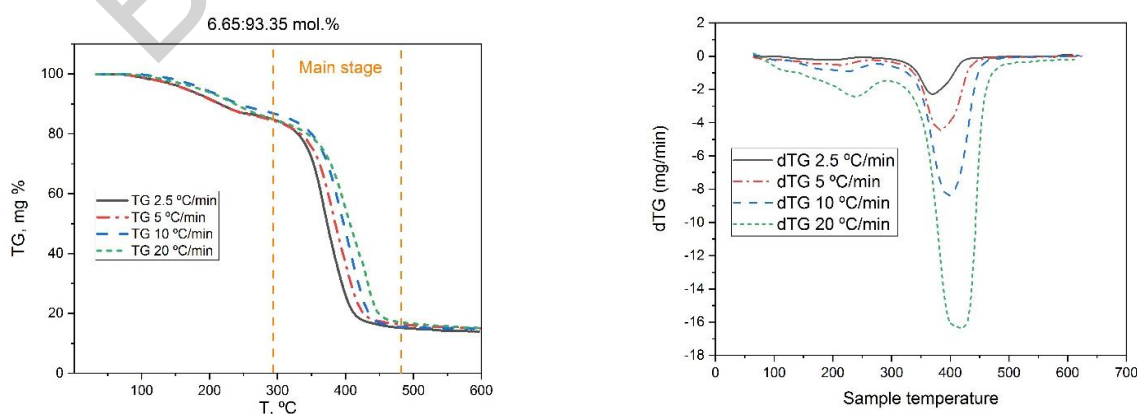 6.65:93.35 mol.%
Main stage
100
80
60
40
20
0
TG, mg %
TG 2.5 ºC/min
TG 5 ºC/min
TG 10 ºC/min
TG 20 ºC/min
100 200 300 400 500 600
T, ºC
2
0
-2
-4
-6
-8
-10
-12
-14
-16
-18
dTG (mg/min)
dTG 2.5 ºC/min
dTG 5 ºC/min
dTG 10 ºC/min
dTG 20 ºC/min
0 100 200 300 400 500 600 700
Sample temperature